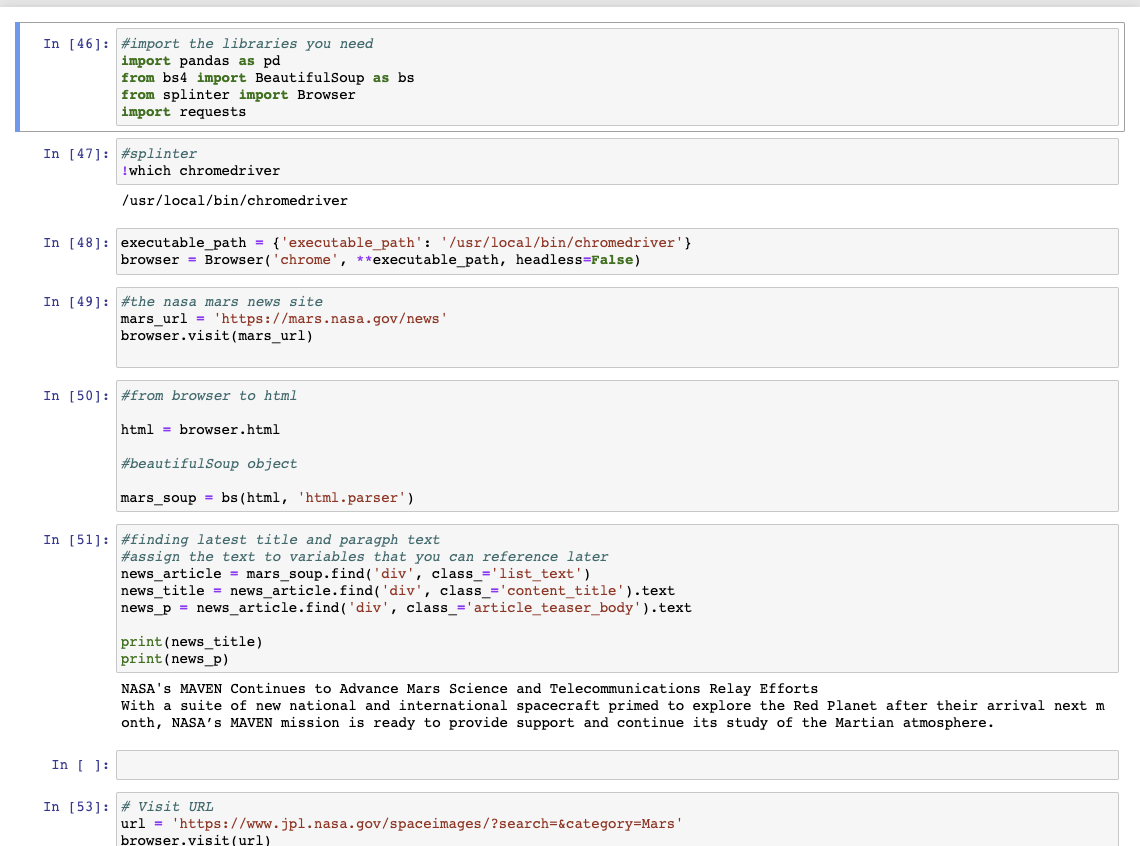 In [46]: #import the libraries you need
import pandas as pd
from bs4 import BeautifulSoup as bs
from splinter import Browser
import requests
In [47]: #splinter
!which chromedriver
/usr/local/bin/chromedriver
In [48]: executable_path = {'executable_path': '/usr/local/bin/chromedriver'}
browser = Browser('chrome', **executable_path, headless=False)
In [49]: #the nasa mars news site
mars_url = 'https://mars.nasa.gov/news'
browser.visit(mars_url)
In [50]: #from browser to html
html = browser.html
#beautifulSoup object
mars_soup = bs(html, 'html.parser')
In [51]: #finding latest title and paragph text
#assign the text to variables that you can reference later
news_article = mars_soup.find('div', class_='list_text')
news_title = news_article.find('div', class_='content_title').text
news_p = news_article.find('div', class_='article_teaser_body').text
print(news_title)
print(news_p)
NASA's MAVEN Continues to Advance Mars Science and Telecommunications Relay Efforts
With a suite of new national and international spacecraft primed to explore the Red Planet after their arrival next m
onth, NASA’s MAVEN mission is ready to provide support and continue its study of the Martian atmosphere.
In [ ]:
In [53]: # Visit URL
url = 'https://www.jpl.nasa.gov/spaceimages/?search=&category=Mars'
browser.visit(url)